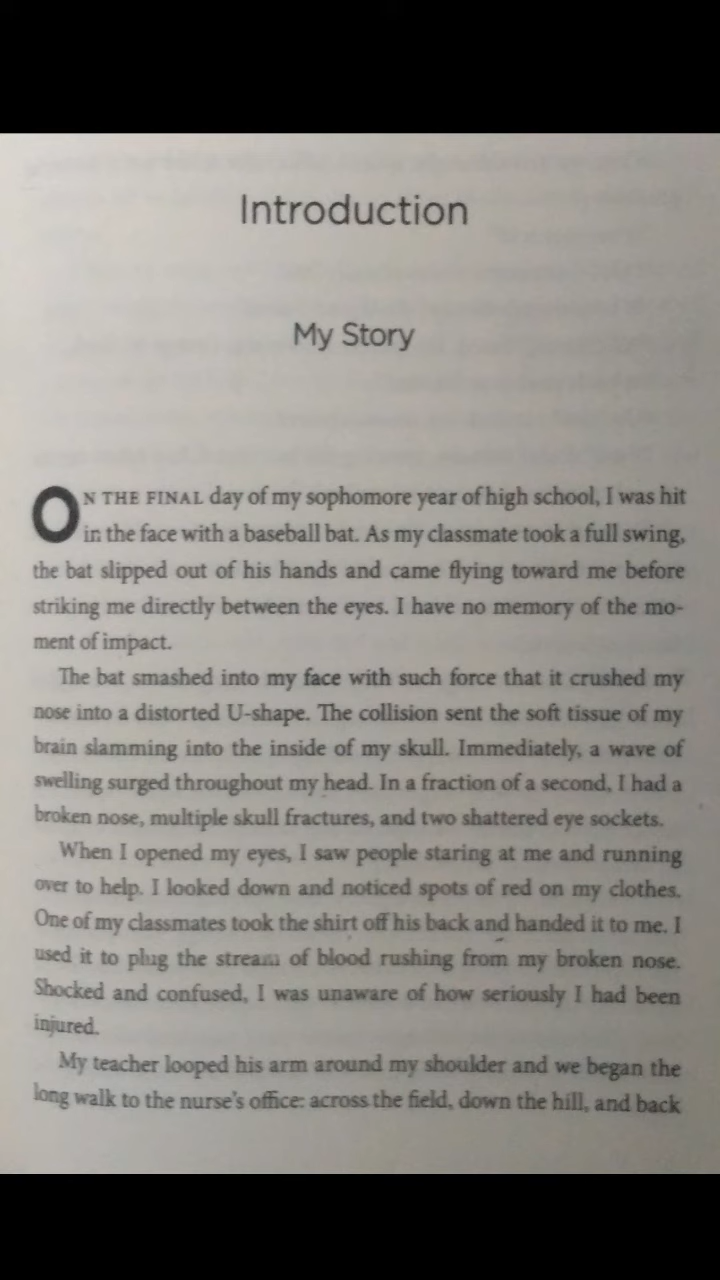 Introduction
My Story
ON THE FINAL day of my sophomore year of high school, I was hit
in the face with a baseball bat. As my classmate took a full swing,
the bat slipped out of his hands and came flying toward me before
striking me directly between the eyes. I have no memory of the mo-
ment of impact.
The bat smashed into my face with such force that it crushed my
nose into a distorted U-shape. The collision sent the soft tissue of my
brain slamming into the inside of my skull. Immediately, a wave of
swelling surged throughout my head. In a fraction of a second, I had a
broken nose, multiple skull fractures, and two shattered eye sockets.
When I opened my eyes, I saw people staring at me and running
over to help. I looked down and noticed spots of red on my clothes.
One of my classmates took the shirt off his back and handed it to me. I
used it to plug the stream of blood rushing from my broken nose.
Shocked and confused, I was unaware of how seriously I had been
injured.
My teacher looped his arm around my shoulder and we began the
long walk to the nurse's office: across the field, down the hill, and back